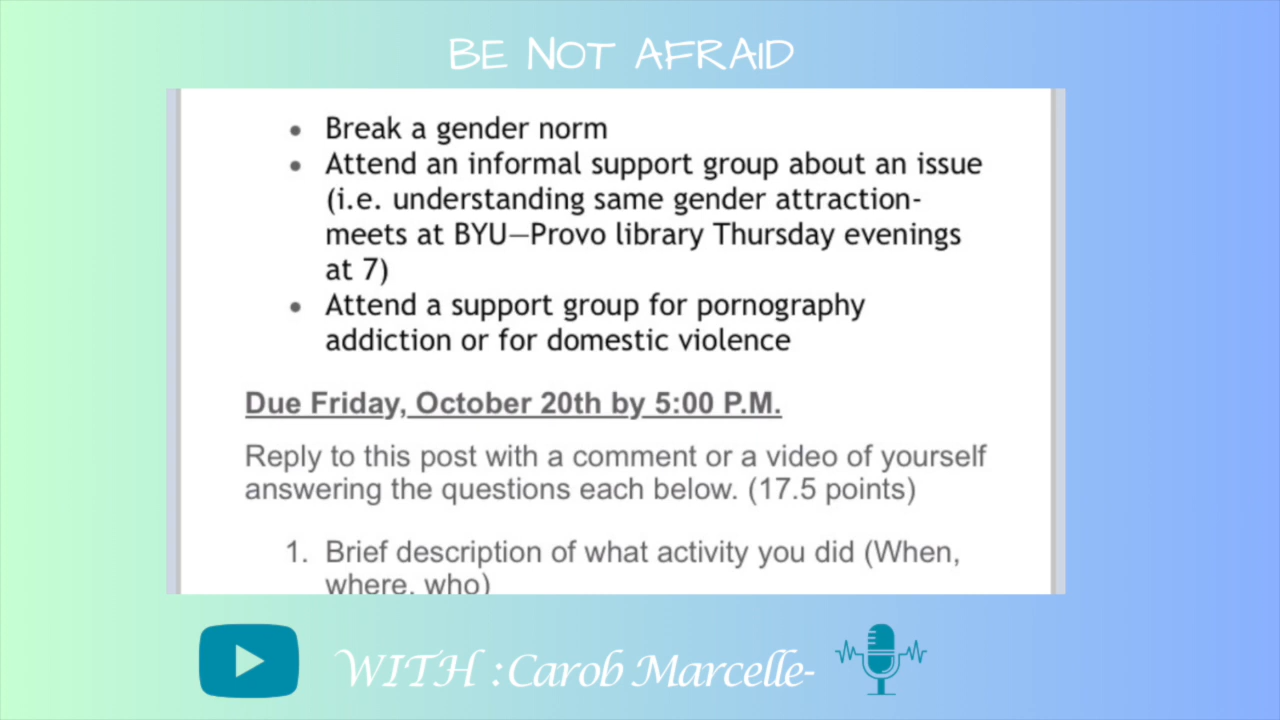 BE NOT AFRAID
• Break a gender norm
• Attend an informal support group about an issue
(i.e. understanding same gender attraction-
meets at BYU—Provo library Thursday evenings
at 7)
• Attend a support group for pornography
addiction or for domestic violence
Due Friday, October 20th by 5:00 P.M.
Reply to this post with a comment or a video of yourself
answering the questions each below. (17.5 points)
1. Brief description of what activity you did (When,
where, who)
WITH :Carob Marcelle-